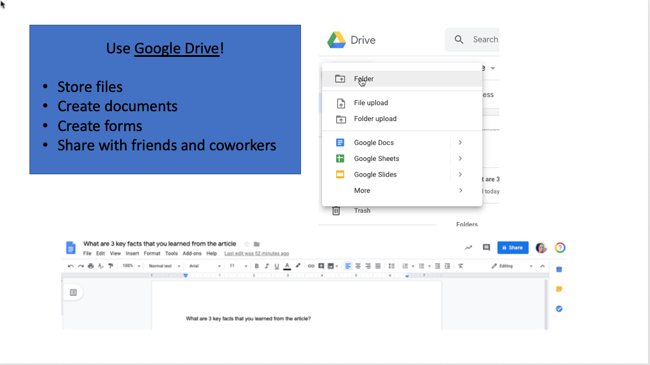 Use Google Drive!
• Store files
• Create documents
• Create forms
• Share with friends and coworkers
Drive
Search
Folder
File upload
Folder upload
Google Docs
Google Sheets
Google Slides
More
Trash
ess
d are 3
d today
Folders
What are 3 key facts that you learned from the article
File Edit View Insert Format Tools Add-ons Help Last edit was 52 minutes ago
Share
100% Normal text Arial 11 B I U A Editing
What are 3 key facts that you learned from the article?